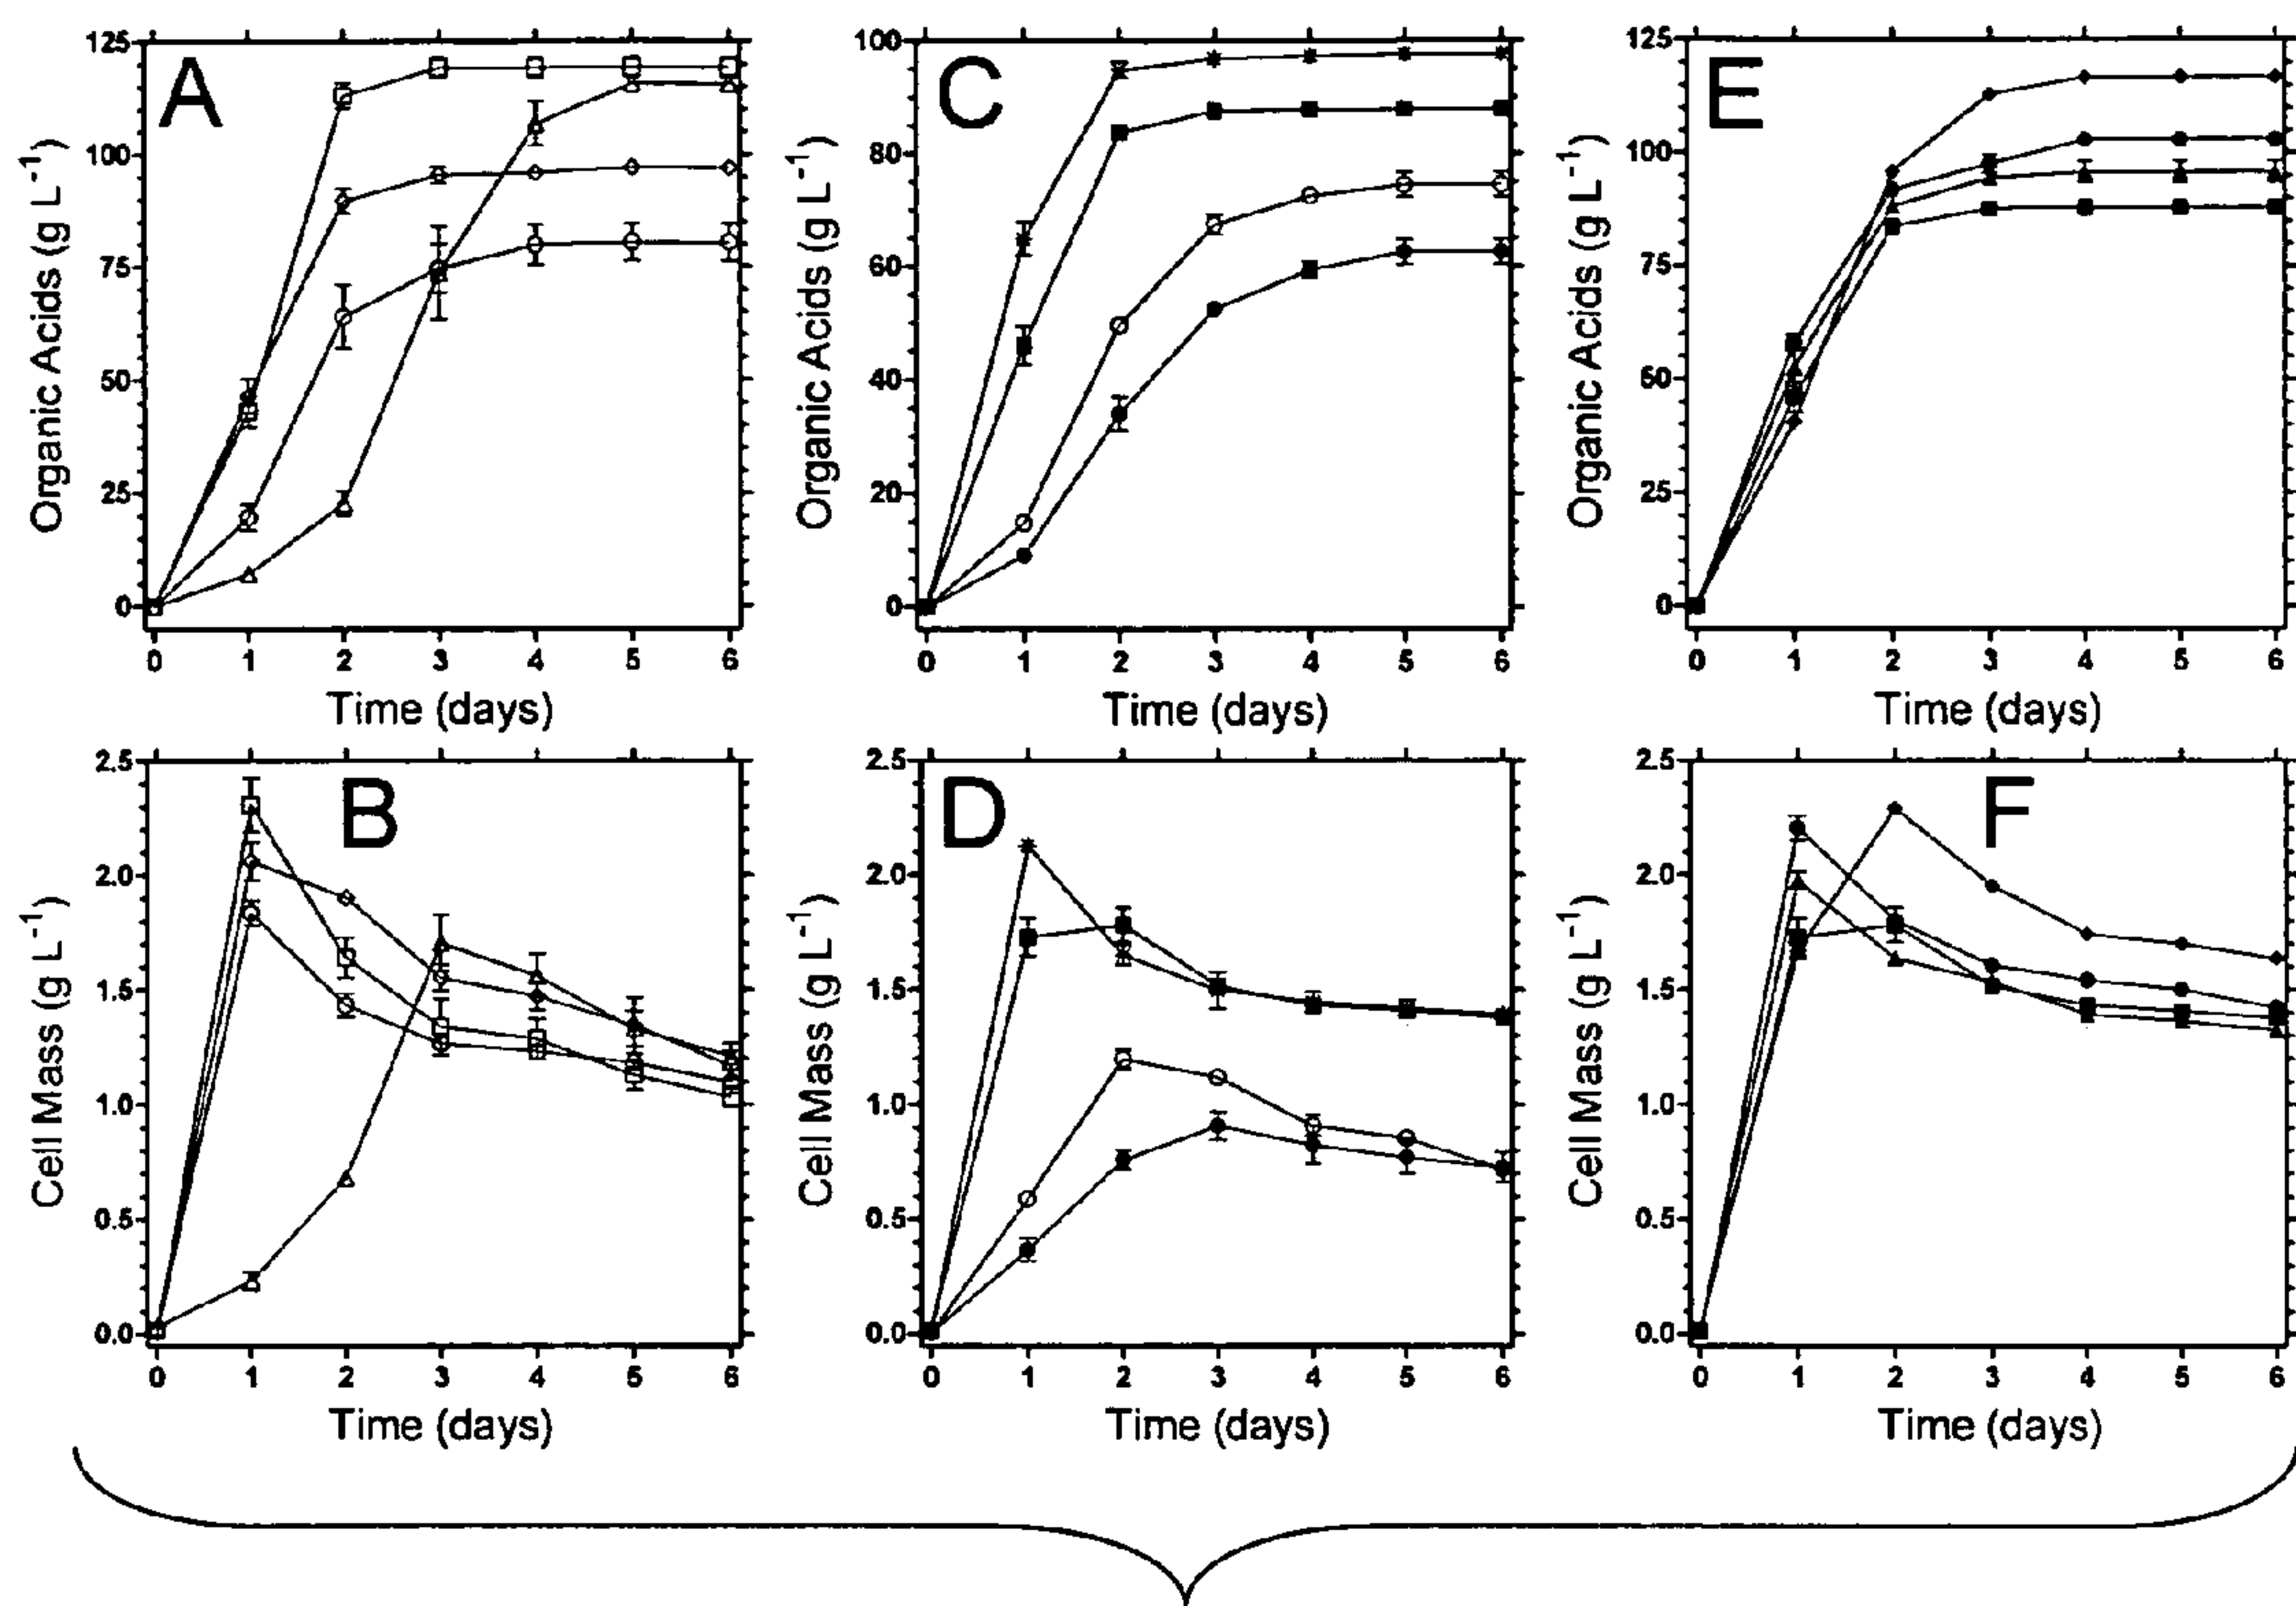 A
Organic Acids (g L-1)
125
100
75
50
25
0
0 1 2 3 4 5 6
Time (days)
C
Organic Acids (g L-1)
100
80
60
40
20
0
0 1 2 3 4 5 6
Time (days)
E
Organic Acids (g L-1)
125
100
75
50
25
0
0 1 2 3 4 5 6
Time (days)
B
Cell Mass (g L-1)
2.5
2.0
1.5
1.0
0.5
0.0
0 1 2 3 4 5 6
Time (days)
D
Cell Mass (g L-1)
2.5
2.0
1.5
1.0
0.5
0.0
0 1 2 3 4 5 6
Time (days)
F
Cell Mass (g L-1)
2.5
2.0
1.5
1.0
0.5
0.0
0 1 2 3 4 5 6
Time (days)